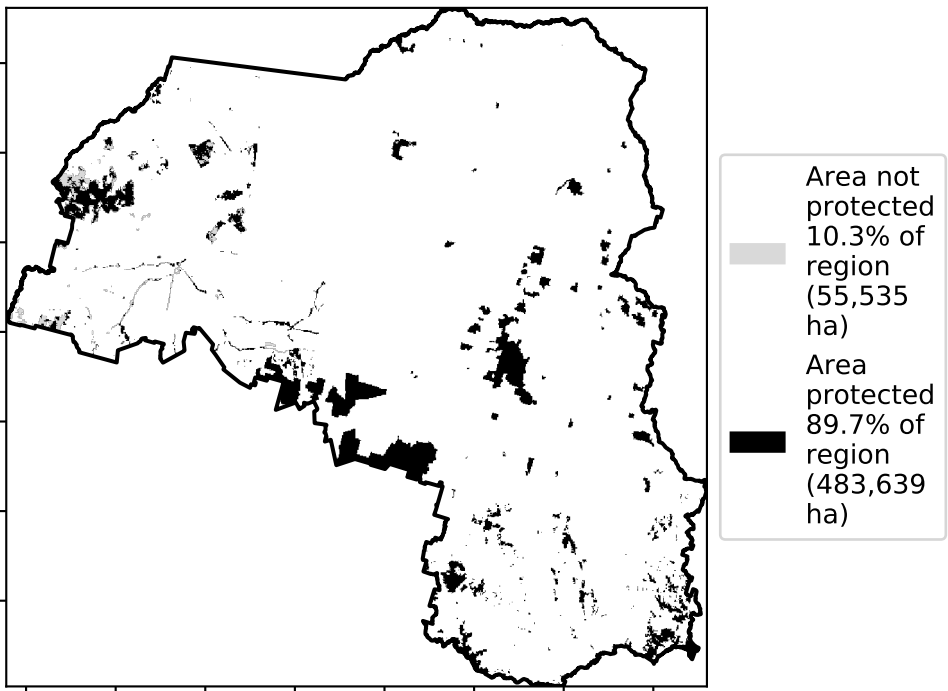 Area not
protected
10.3% of
region
(55,535
ha)
Area
protected
89.7% of
region
(483,639
ha)